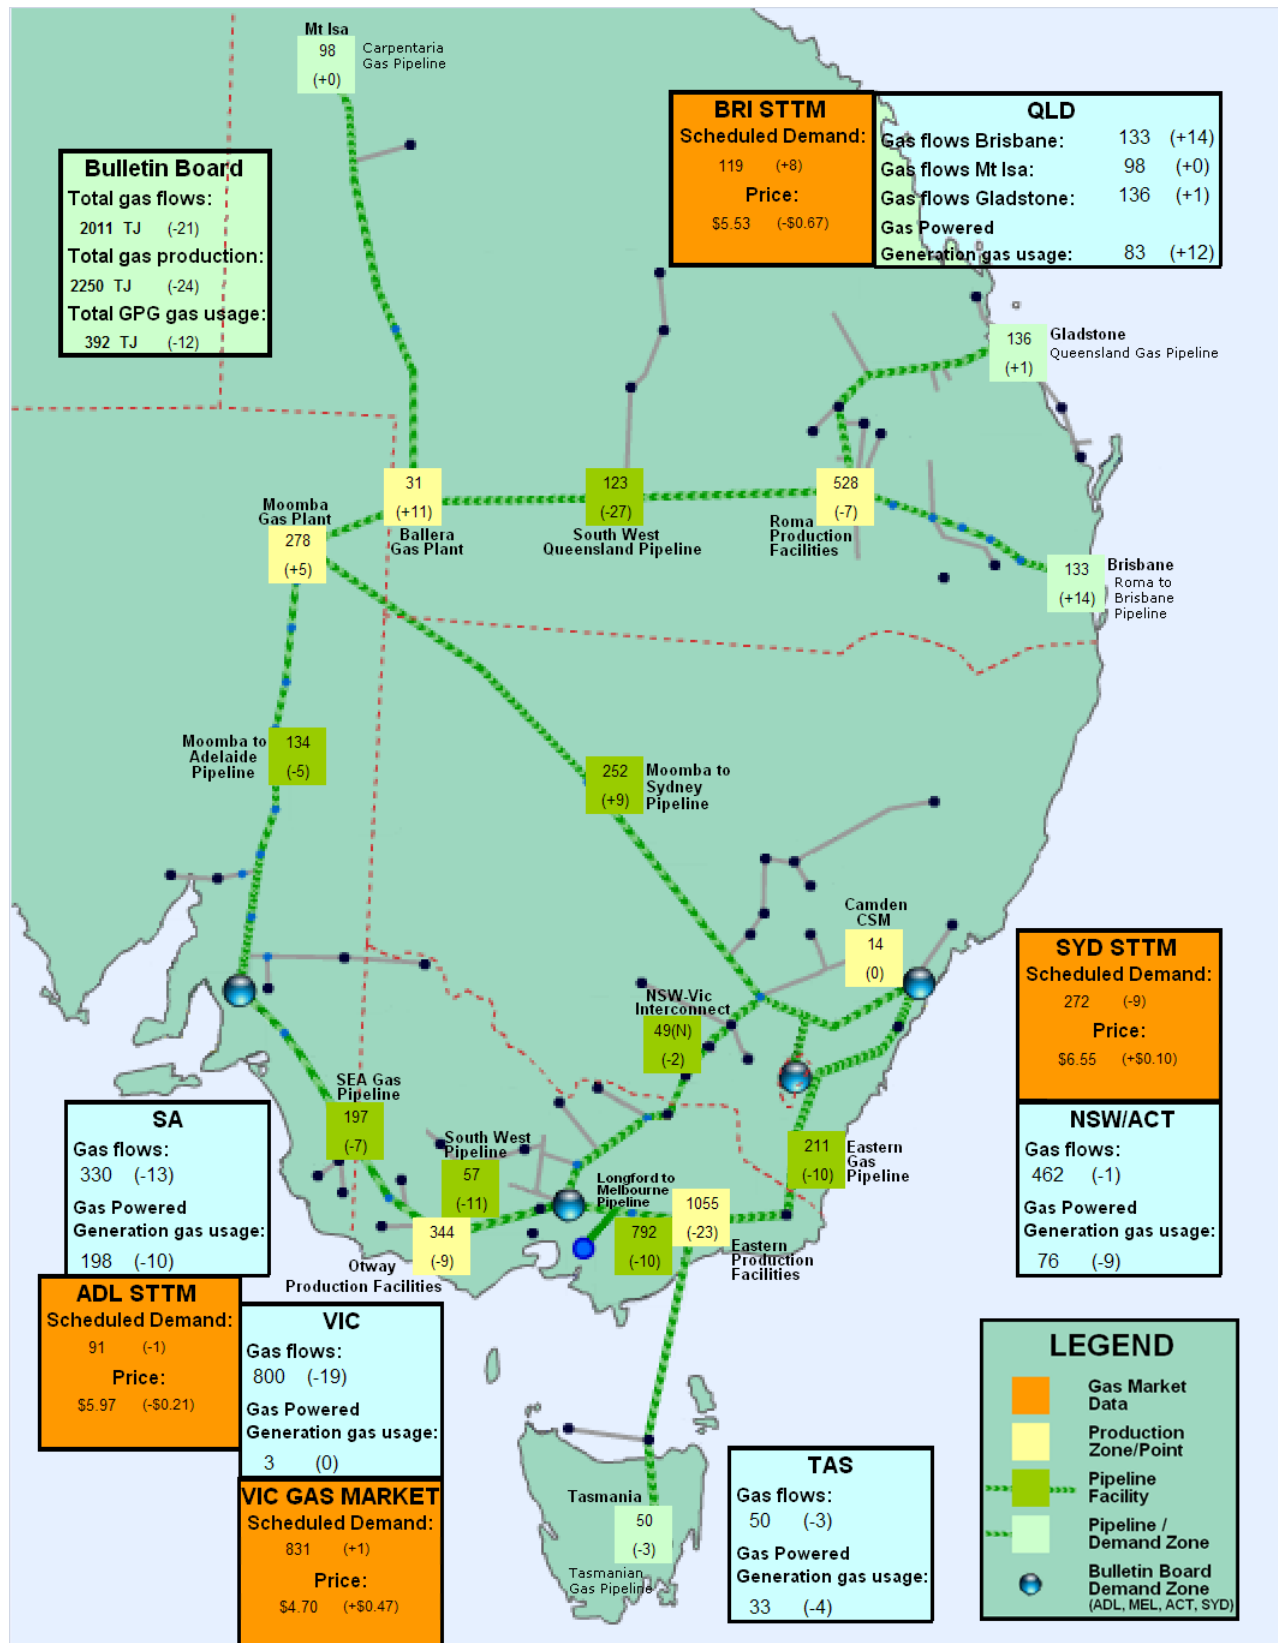 Mt Isa
98
(+0)
Carpentaria
Gas Pipeline
BRI STTM
Scheduled Demand:
119 (+8)
Price:
$5.53 (-$0.67)
QLD
Gas flows Brisbane: 133 (+14)
Gas flows Mt Isa: 98 (+0)
Gas flows Gladstone: 136 (+1)
Gas Powered
Generation gas usage: 83 (+12)
Bulletin Board
Total gas flows:
2011 TJ (-21)
Total gas production:
2250 TJ (-24)
Total GPG gas usage:
392 TJ (-12)
136
(+1)
Gladstone
Queensland Gas Pipeline
31
(+11)
Ballera
Gas Plant
123
(-27)
South West
Queensland Pipeline
528
(-7)
Roma
Production
Facilities
Moomba
Gas Plant
278
(+5)
133
(+14)
Brisbane
Roma to
Brisbane
Pipeline
Moomba to
Adelaide
Pipeline
134
(-5)
252
(+9)
Moomba to
Sydney
Pipeline
Camden
CSM
14
(0)
SYD STTM
Scheduled Demand:
272 (-9)
Price:
$6.55 (+$0.10)
NSW-Vic
Interconnect
49(N)
(-2)
SEA Gas
Pipeline
197
(-7)
NSW/ACT
Gas flows:
462 (-1)
Gas Powered
Generation gas usage:
76 (-9)
SA
Gas flows:
330 (-13)
Gas Powered
Generation gas usage:
198 (-10)
South West
Pipeline
57
(-11)
Longford to
Melbourne
Pipeline
792
(-10)
1055
(-23)
Eastern
Production
Facilities
211
(-10)
Eastern
Gas
Pipeline
344
(-9)
Otway
Production Facilities
ADL STTM
Scheduled Demand:
91 (-1)
Price:
$5.97 (-$0.21)
VIC
Gas flows:
800 (-19)
Gas Powered
Generation gas usage:
3 (0)
VIC GAS MARKET
Scheduled Demand:
831 (+1)
Price:
$4.70 (+$0.47)
Tasmania
50
(-3)
Tasmanian
Gas Pipeline
TAS
Gas flows:
50 (-3)
Gas Powered
Generation gas usage:
33 (-4)
LEGEND
Gas Market
Data
Production
Zone/Point
Pipeline
Facility
Pipeline /
Demand Zone
Bulletin Board
Demand Zone
(ADL, MEL, ACT, SYD)